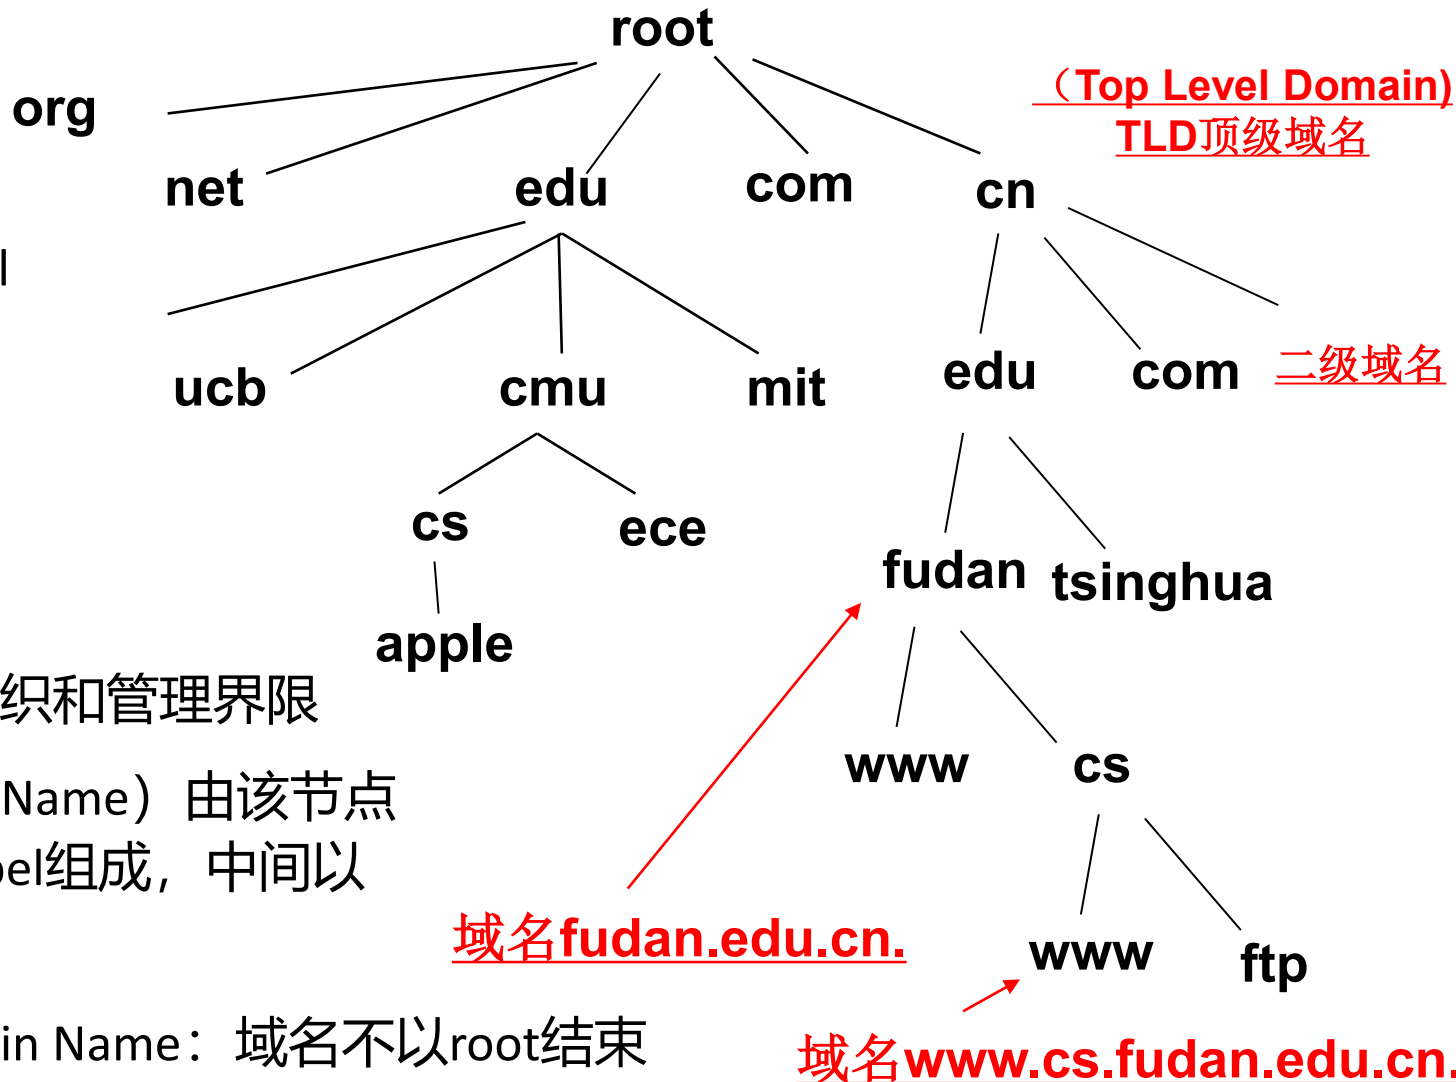 root
（Top Level Domain)
TLD顶级域名
org
net
edu
com
cn
l
ucb
cmu
mit
edu
com
二级域名
cs
ece
fudan
tsinghua
apple
织和管理界限
www
cs
Name）由该节点
bel组成，中间以
域名fudan.edu.cn.
www
ftp
in Name：域名不以root结束
域名www.cs.fudan.edu.cn.